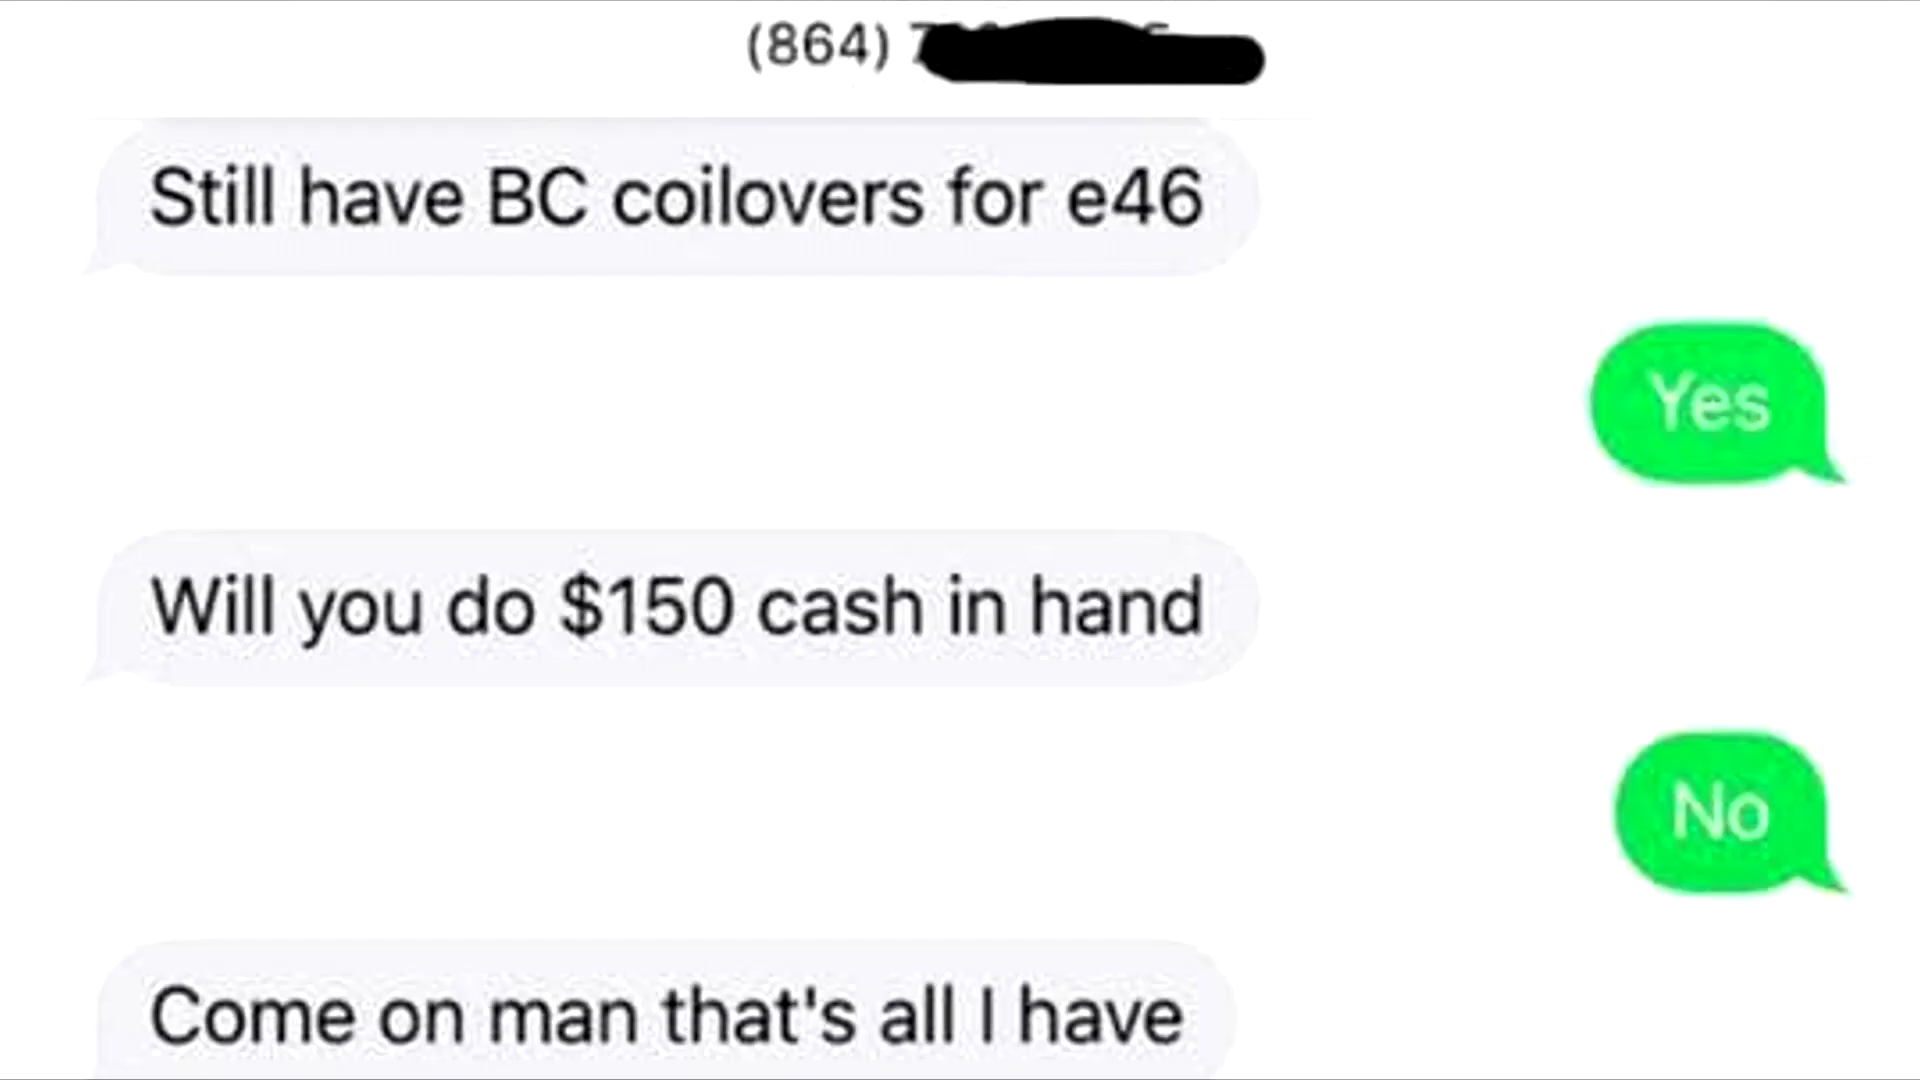 (864) 7
Still have BC coilovers for e46
Yes
Will you do $150 cash in hand
No
Come on man that's all I have